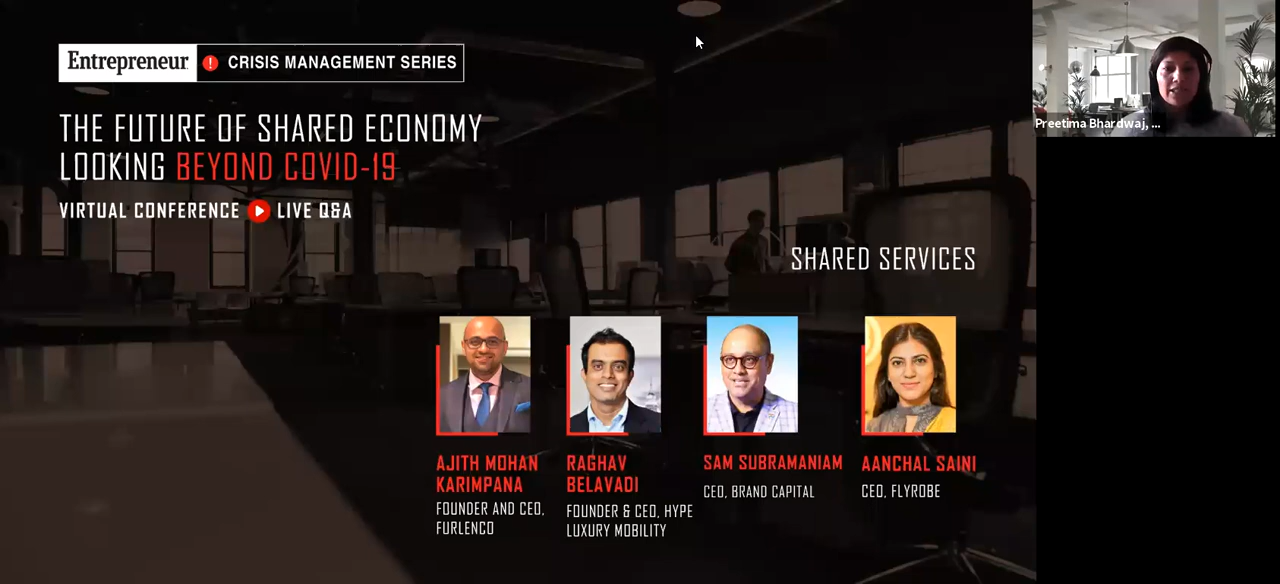 Entrepreneur ! CRISIS MANAGEMENT SERIES
THE FUTURE OF SHARED ECONOMY
LOOKING BEYOND COVID-19
VIRTUAL CONFERENCE LIVE Q&A
Preetima Bhardwaj, ...
SHARED SERVICES
AJITH MOHAN
KARIMPANA
FOUNDER AND CEO,
FURLENCO
RAGHAV
BELAVADI
FOUNDER & CEO, HYPE
LUXURY MOBILITY
SAM SUBRAMANIAM
CEO, BRAND CAPITAL
AANCHAL SAINI
CEO, FLYROBE